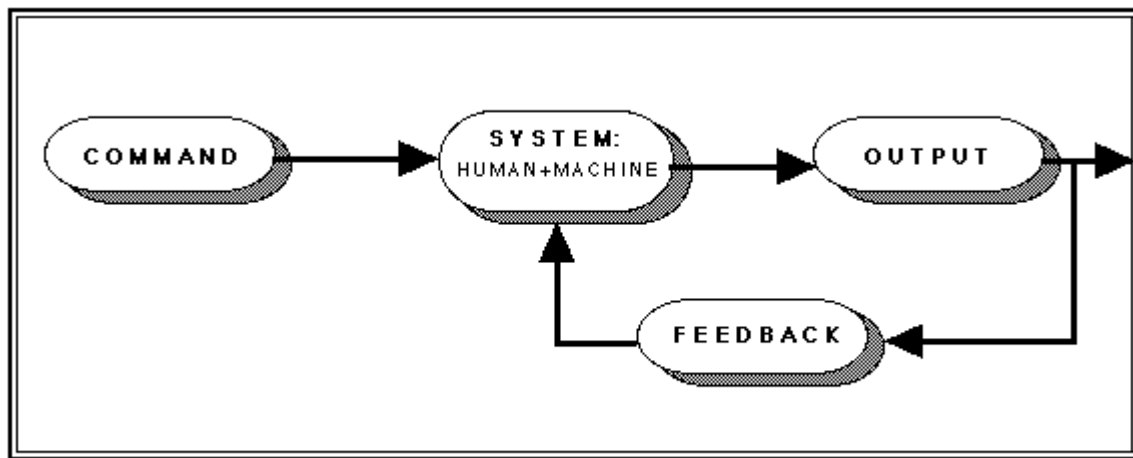 COMMAND
SYSTEM:
HUMAN+MACHINE
OUTPUT
FEEDBACK